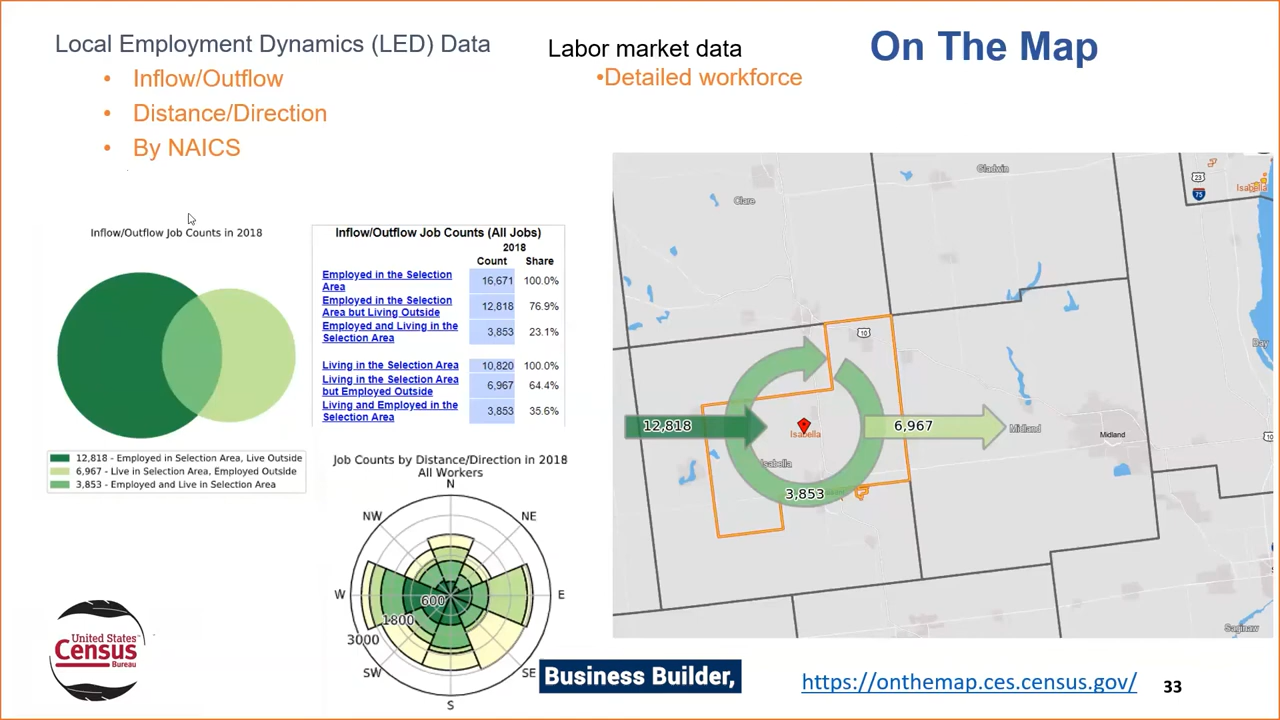 Local Employment Dynamics (LED) Data
• Inflow/Outflow
• Distance/Direction
• By NAICS
Labor market data
•Detailed workforce
On The Map
Inflow/Outflow Job Counts in 2018
12,818 - Employed in Selection Area, Live Outside
6,967 - Live in Selection Area, Employed Outside
3,853 - Employed and Live in Selection Area
Inflow/Outflow Job Counts (All Jobs)
2018
Count Share
Employed in the Selection Area 16,671 100.0%
Employed in the Selection Area but Living Outside 12,818 76.9%
Employed and Living in the Selection Area 3,853 23.1%
Living in the Selection Area 10,820 100.0%
Living in the Selection Area but Employed Outside 6,967 64.4%
Living and Employed in the Selection Area 3,853 35.6%
Job Counts by Distance/Direction in 2018
All Workers
N
NW NE
W E
600
1800
3000
SW SE
S
Clare
Gladwin
23
75
Isabella
10
Bay
12,818
Isabella
6,967
Midland
Midland
10
Isabella
3,853
Saginaw
United States™
Census
Bureau
Business Builder,
https://onthemap.ces.census.gov/
33